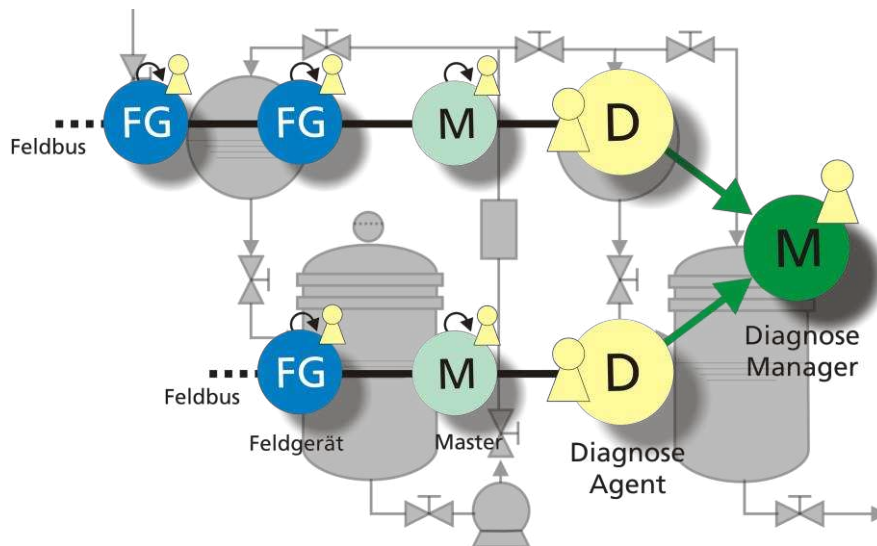 FG FG M D
Feldbus
M
Diagnose
Manager
FG M D
Feldbus
Feldgerät Master
Diagnose
Agent